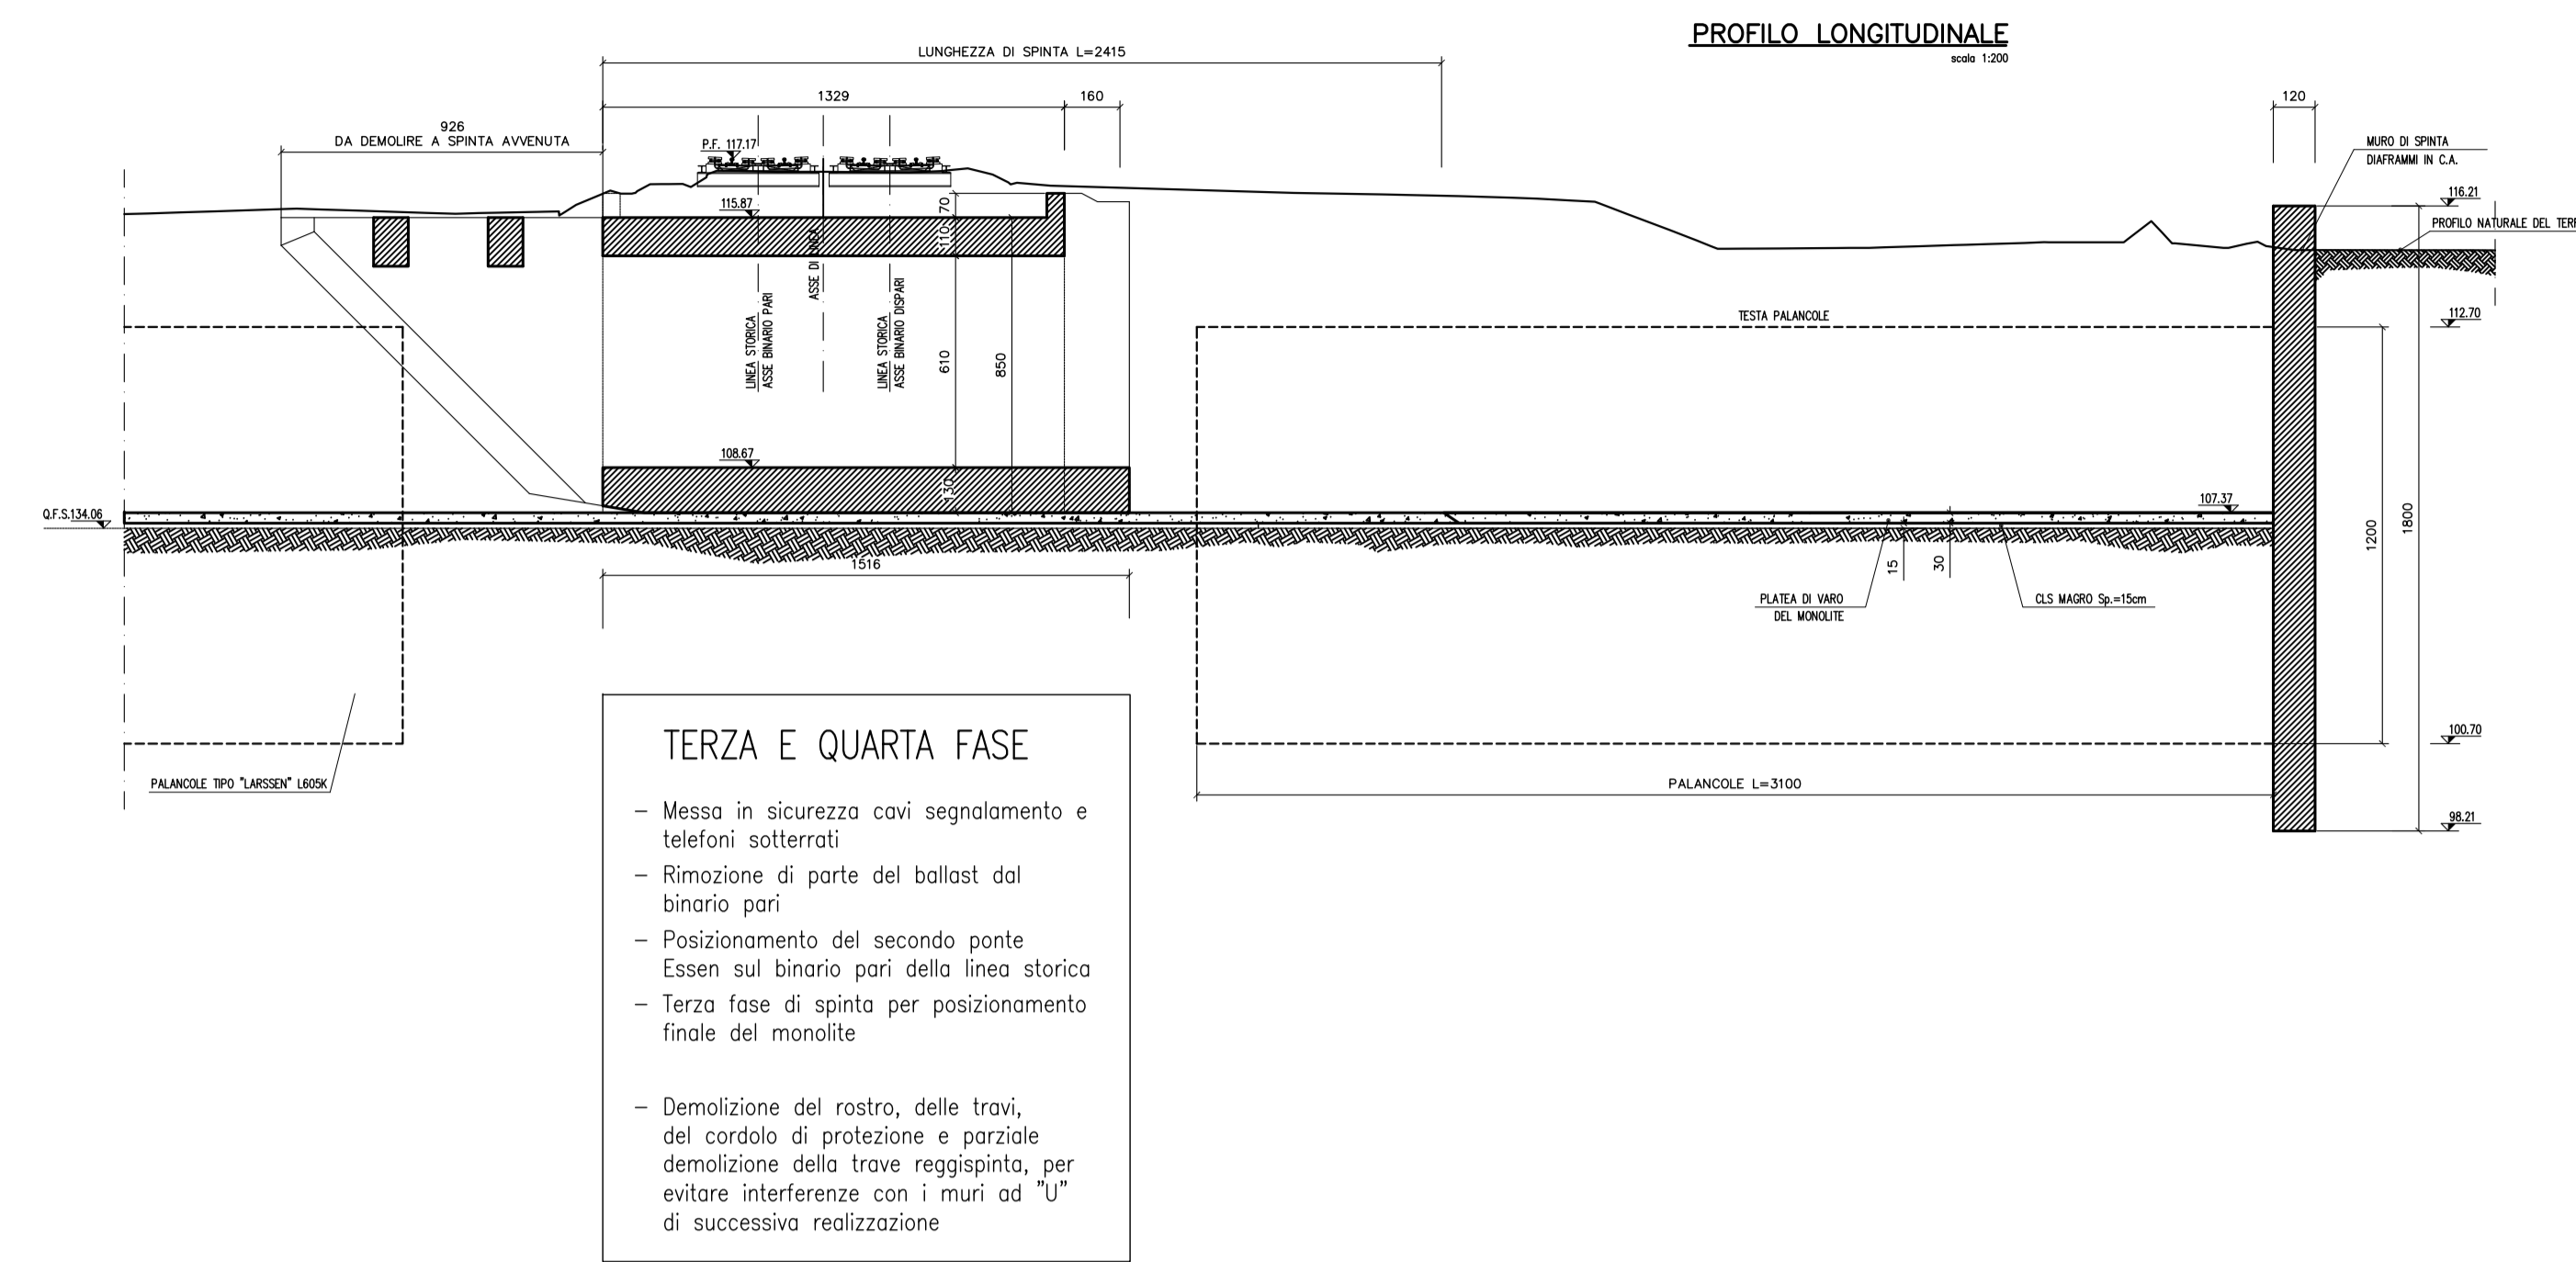 PROFILO LONGITUDINALE
scala 1:200
LUNGHEZZA DI SPINTA L=2415
1329
160
120
926
DA DEMOLIRE A SPINTA AVVENUTA
P.F. 117.17
MURO DI SPINTA
DIAFRAMMI IN C.A.
116.21
115.87
70
110
PROFILO NATURALE DEL
ASSE DI LINEA
LINEA STORICA
ASSE BINARIO PARI
LINEA STORICA
ASSE BINARIO DISPARI
610
850
TESTA PALANCOLE
112.70
108.67
130
107.37
Q.F.S.134.06
1516
15
30
1200
1800
PLATEA DI VARO
DEL MONOLITE
CLS MAGRO Sp.=15cm
100.70
PALANCOLE TIPO "LARSSEN" L605K
PALANCOLE L=3100
98.21
TERZA E QUARTA FASE
- Messa in sicurezza cavi segnalamento e
telefoni sotterrati
- Rimozione di parte del ballast dal
binario pari
- Posizionamento del secondo ponte
Essen sul binario pari della linea storica
- Terza fase di spinta per posizionamento
finale del monolite
- Demolizione del rostro, delle travi,
del cordolo di protezione e parziale
demolizione della trave reggispinta, per
evitare interferenze con i muri ad "U"
di successiva realizzazione